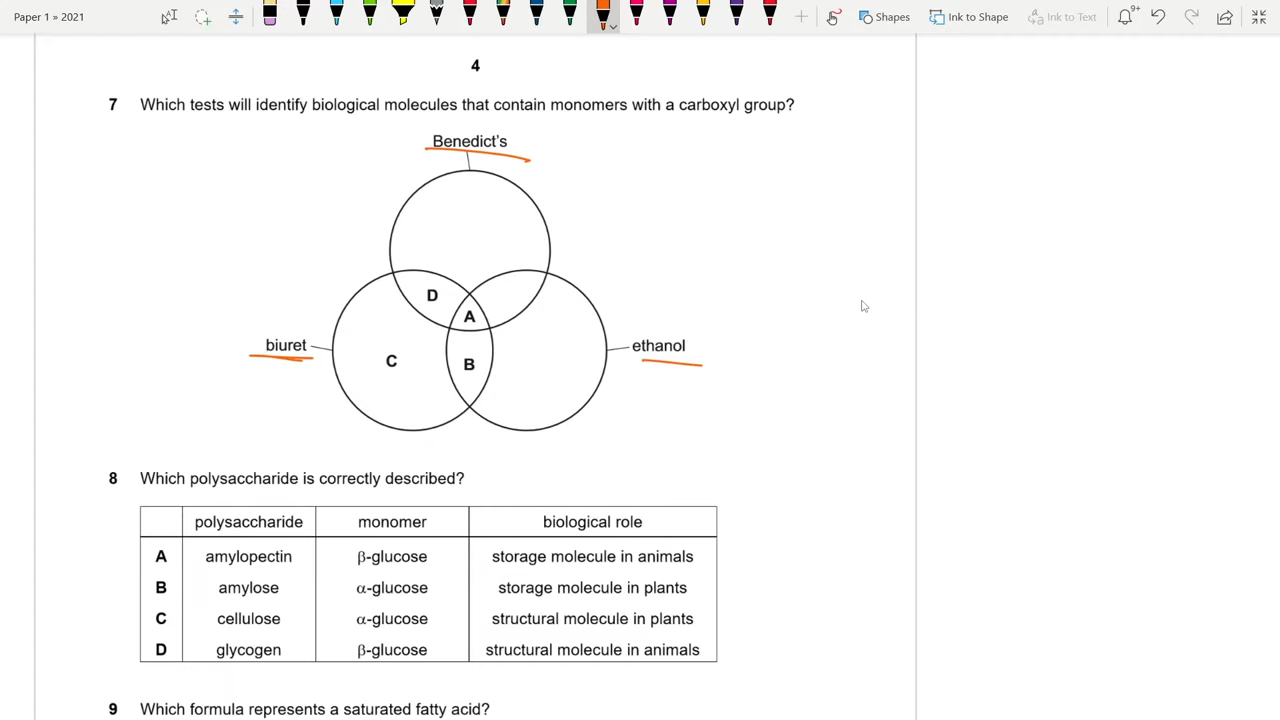 Paper 1 » 2021
Shapes
Ink to Shape
Ink to Text
9+
4
7 Which tests will identify biological molecules that contain monomers with a carboxyl group?
Benedict's
D
A
biuret
ethanol
C
B
8 Which polysaccharide is correctly described?
polysaccharide monomer biological role
A amylopectin β-glucose storage molecule in animals
B amylose α-glucose storage molecule in plants
C cellulose α-glucose structural molecule in plants
D glycogen β-glucose structural molecule in animals
9 Which formula represents a saturated fatty acid?